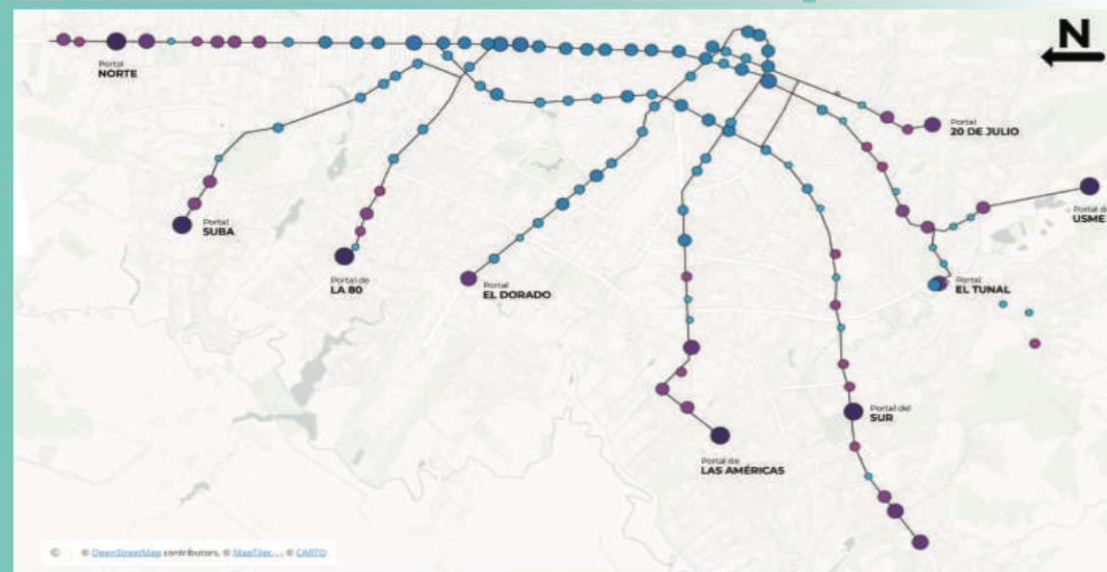 N
Portal
NORTE
Portal
20 DE JULIO
Portal
SUBA
USME
Portal de
LA 80
Portal
EL DORADO
Portal
EL TUNAL
Portal del
SUR
Portal de
LAS AMÉRICAS
© © OpenStreetMap contributors, © MapTiler, , , © CARTO